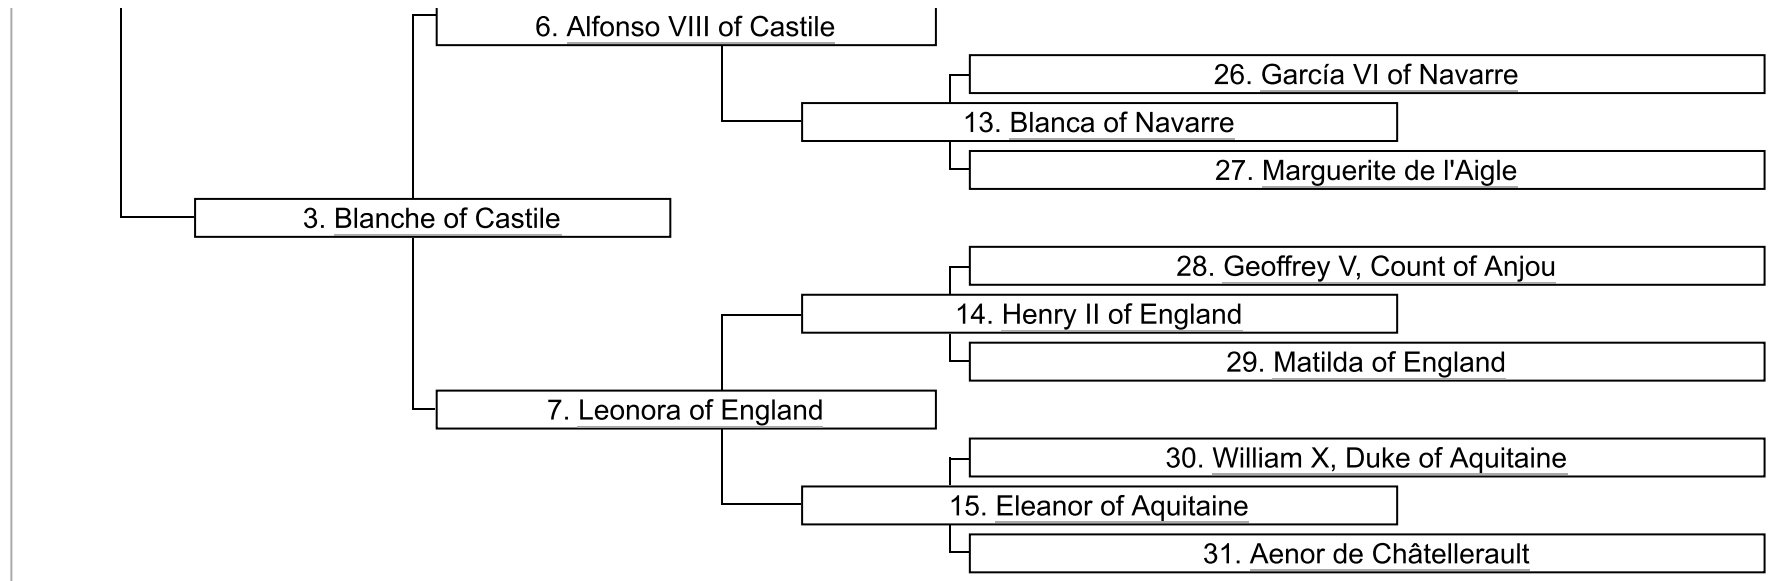 6. Alfonso VIII of Castile
26. García VI of Navarre
13. Blanca of Navarre
27. Marguerite de l'Aigle
3. Blanche of Castile
28. Geoffrey V, Count of Anjou
14. Henry II of England
29. Matilda of England
7. Leonora of England
30. William X, Duke of Aquitaine
15. Eleanor of Aquitaine
31. Aenor de Châtellerault